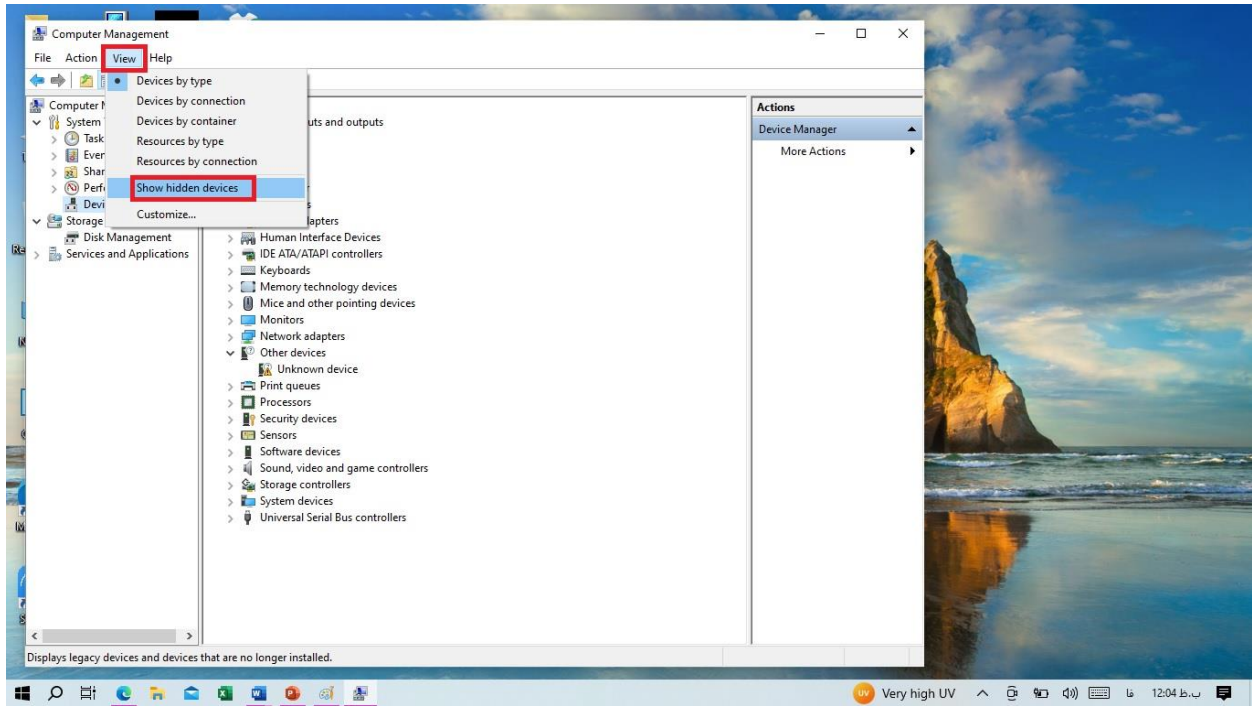 Computer Management
File Action View Help
Devices by type
Devices by connection
Devices by container
Resources by type
Resources by connection
Show hidden devices
Customize...
Computer
System
Task
Storage
Disk Management
Services and Applications
uts and outputs
Human Interface Devices
IDE ATA/ATAPI controllers
Keyboards
Memory technology devices
Mice and other pointing devices
Monitors
Network adapters
Other devices
Unknown device
Print queues
Processors
Security devices
Sensors
Software devices
Sound, video and game controllers
Storage controllers
System devices
Universal Serial Bus controllers
Actions
Device Manager
More Actions
Displays legacy devices and devices that are no longer installed.
UV Very high UV فا 12:04 ب.ظ